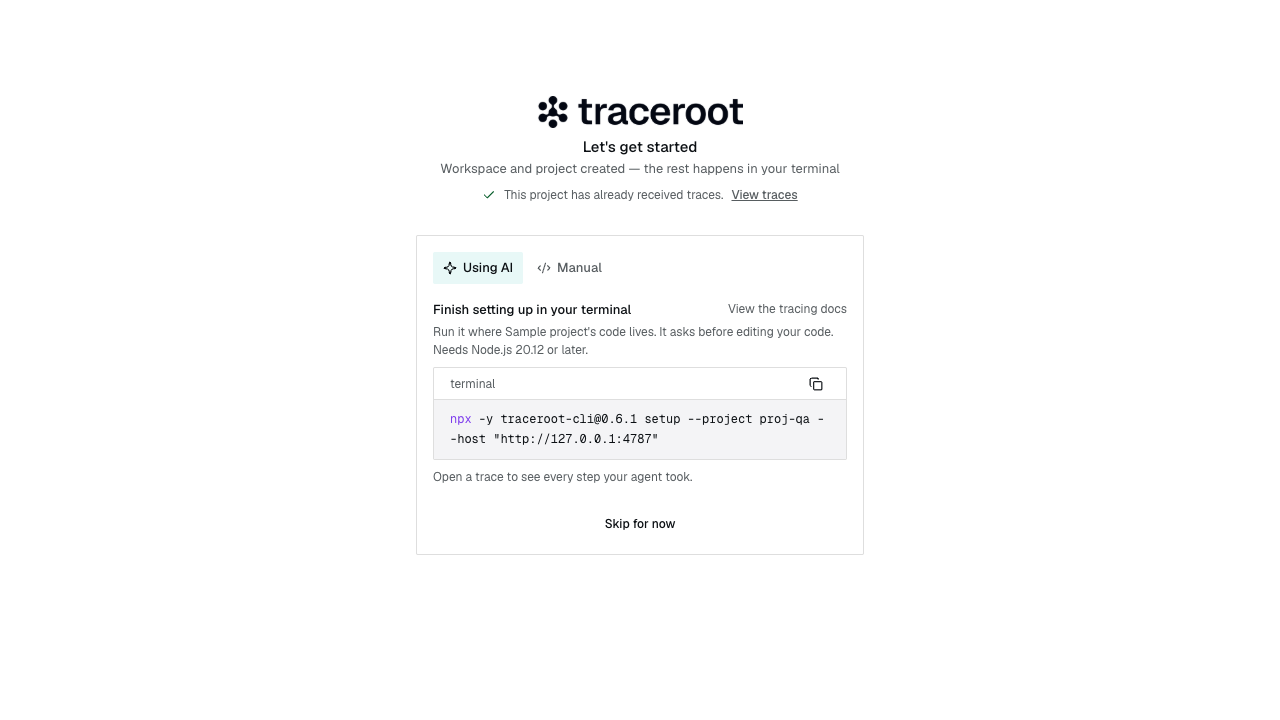 traceroot
Let's get started
Workspace and project created — the rest happens in your terminal
This project has already received traces. View traces
Using AI
Manual
Finish setting up in your terminal
View the tracing docs
Run it where Sample project's code lives. It asks before editing your code.
Needs Node.js 20.12 or later.
terminal
npx -y traceroot-cli@0.6.1 setup --project proj-qa -
-host "http://127.0.0.1:4787"
Open a trace to see every step your agent took.
Skip for now